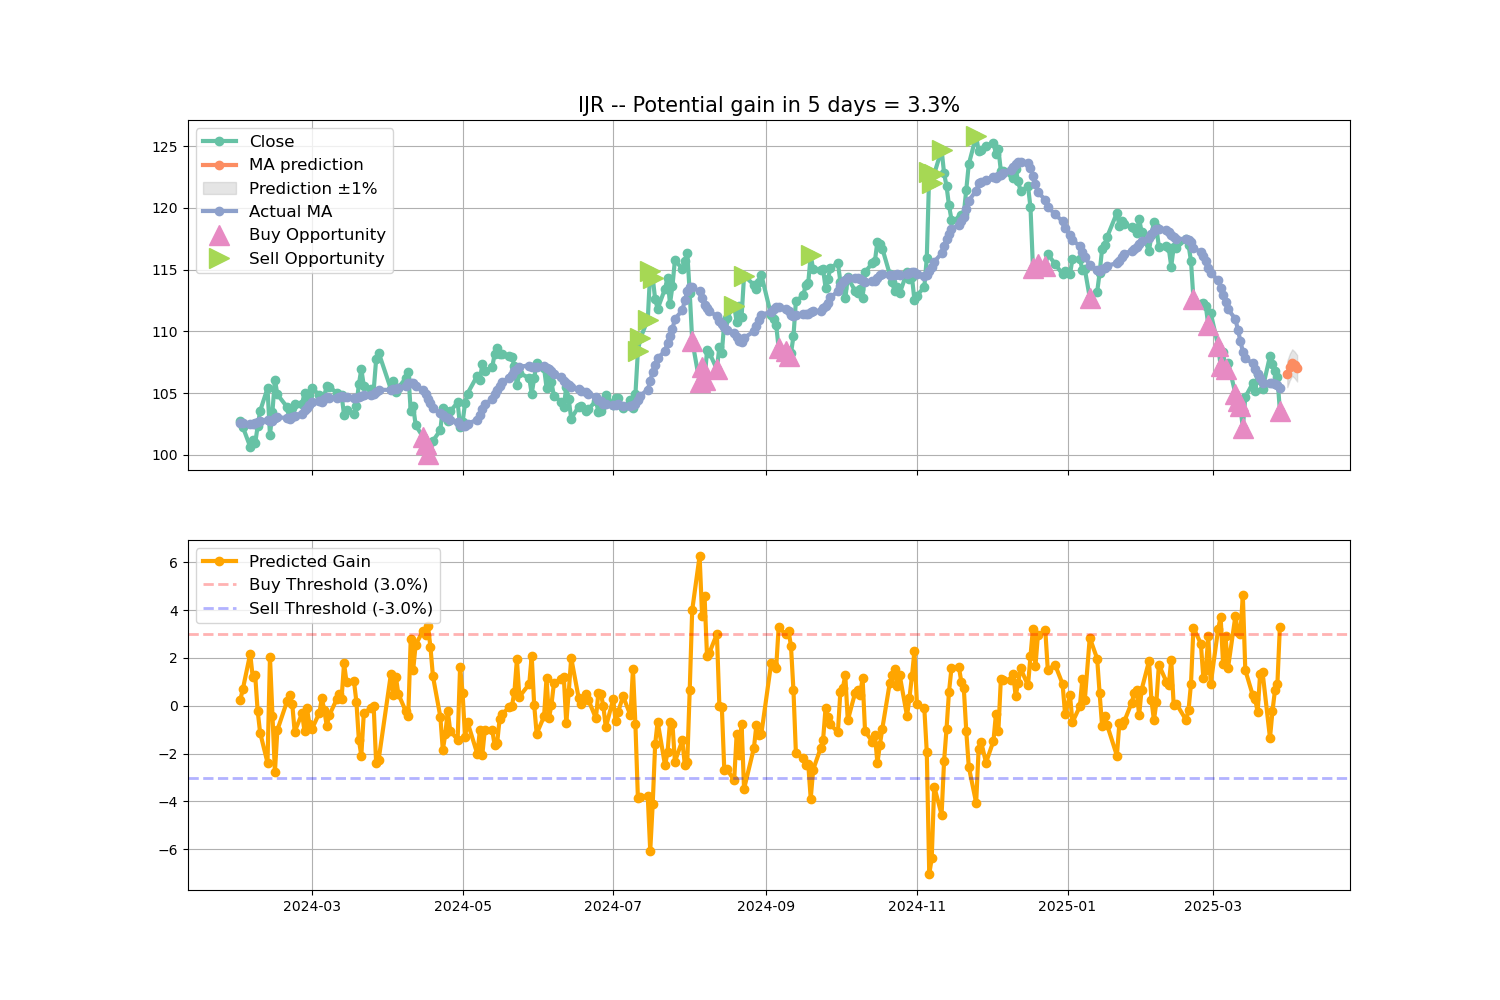 IJR -- Potential gain in 5 days = 3.3%
Close
MA prediction
Prediction ±1%
Actual MA
Buy Opportunity
Sell Opportunity
125
120
115
110
105
100
Predicted Gain
Buy Threshold (3.0%)
Sell Threshold (-3.0%)
6
4
2
0
−2
−4
−6
2024-03 2024-05 2024-07 2024-09 2024-11 2025-01 2025-03